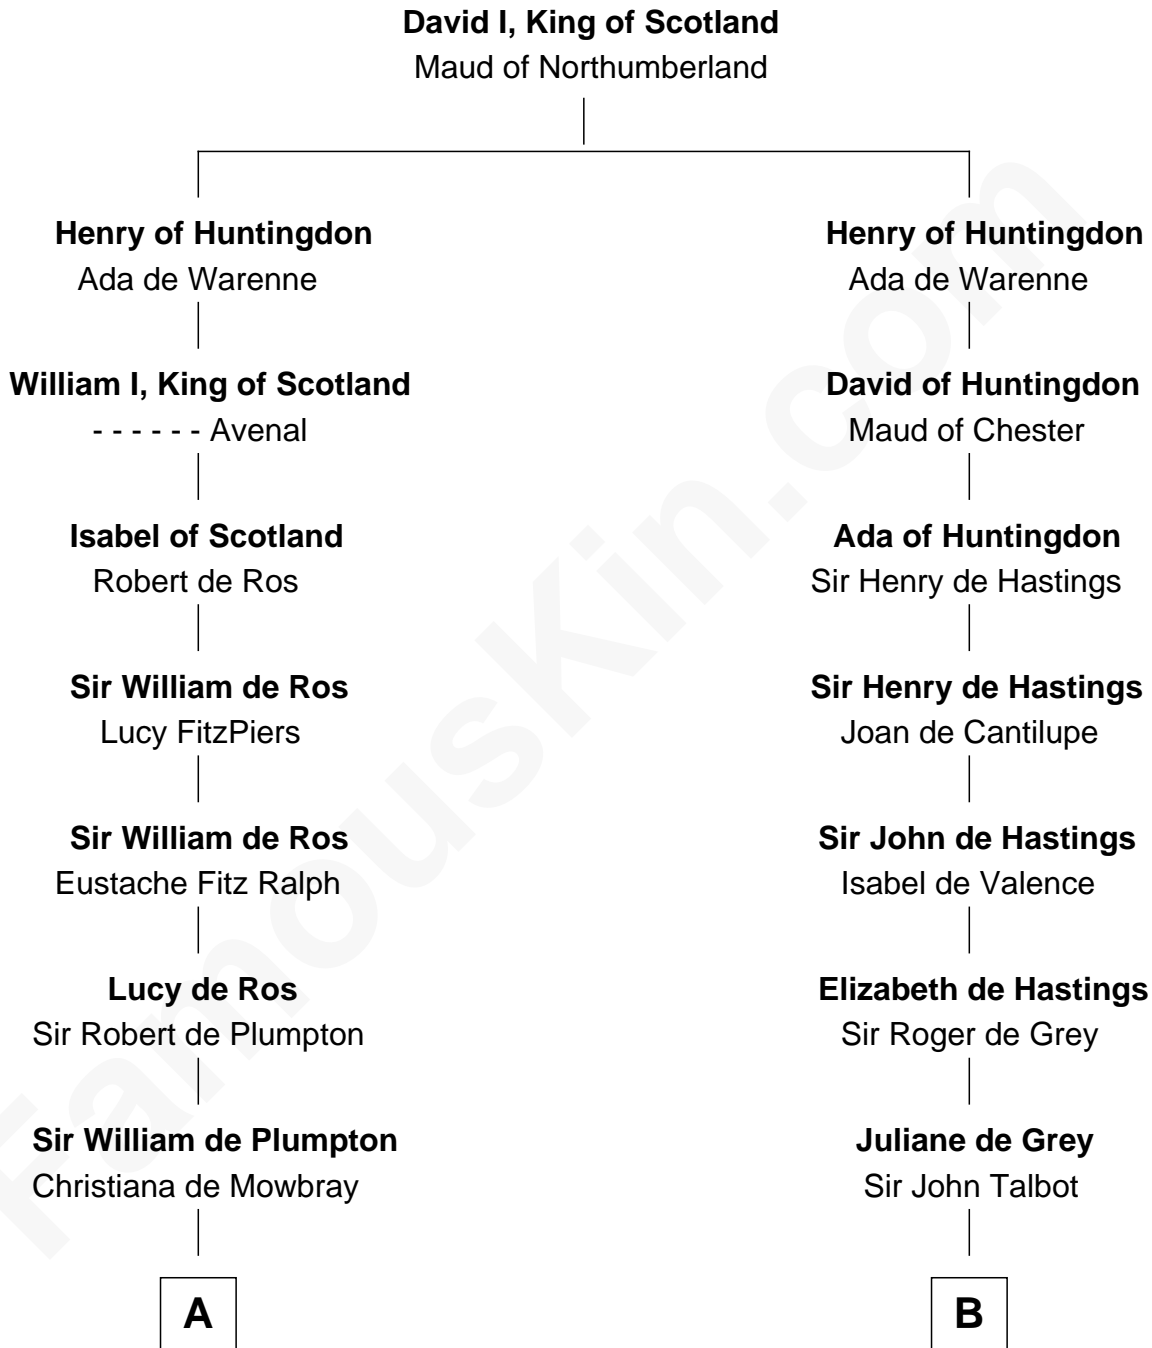 David I, King of Scotland
Maud of Northumberland
Henry of Huntingdon
Ada de Warenne
Henry of Huntingdon
Ada de Warenne
William I, King of Scotland
- - - - - - Avenal
David of Huntingdon
Maud of Chester
Isabel of Scotland
Robert de Ros
Ada of Huntingdon
Sir Henry de Hastings
Sir William de Ros
Lucy FitzPiers
Sir Henry de Hastings
Joan de Cantilupe
Sir William de Ros
Eustache Fitz Ralph
Sir John de Hastings
Isabel de Valence
Lucy de Ros
Sir Robert de Plumpton
Elizabeth de Hastings
Sir Roger de Grey
Sir William de Plumpton
Christiana de Mowbray
Juliane de Grey
Sir John Talbot
A
B
FamousKin.com